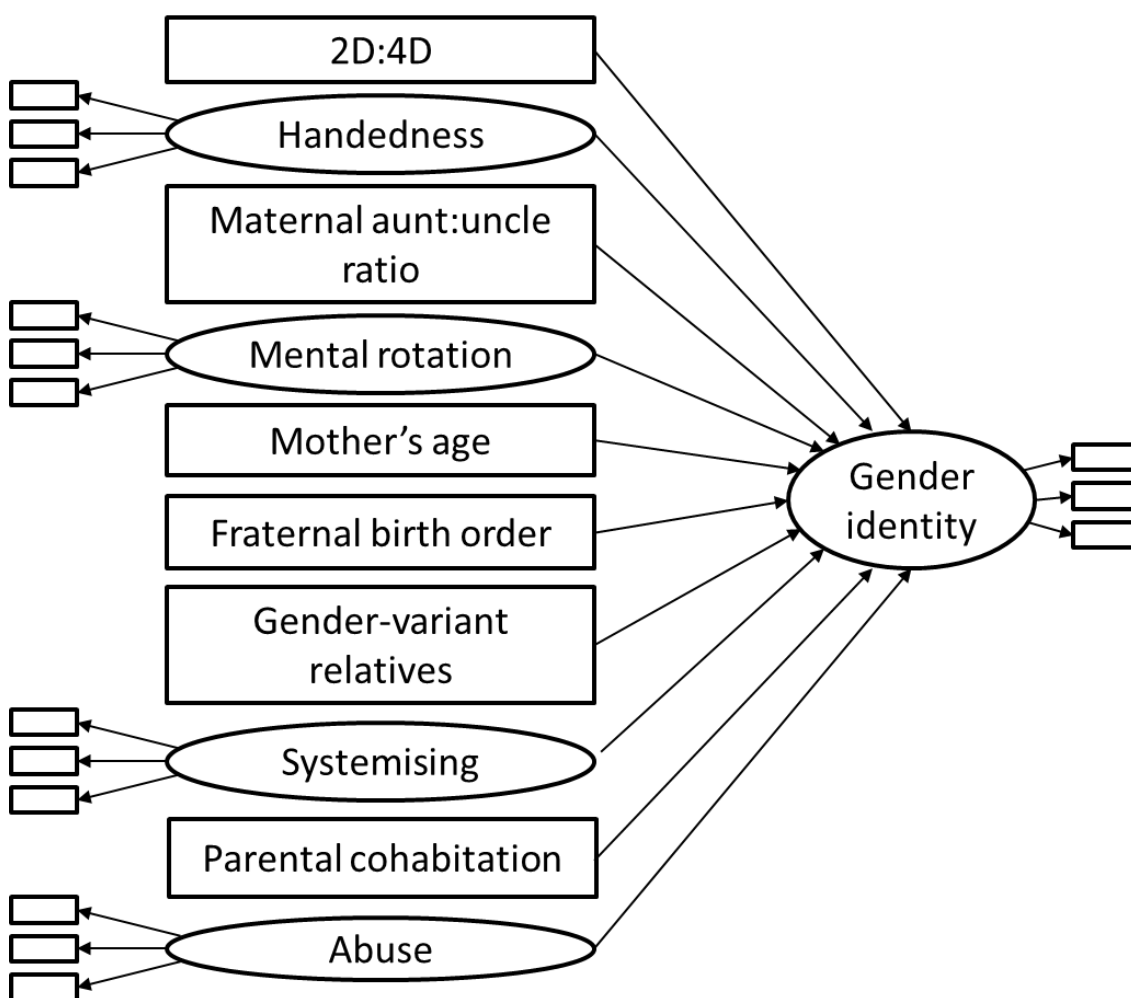 2D:4D
Handedness
Maternal aunt:uncle
ratio
Mental rotation
Mother’s age
Fraternal birth order
Gender-variant
relatives
Systemising
Parental cohabitation
Abuse
Gender
identity